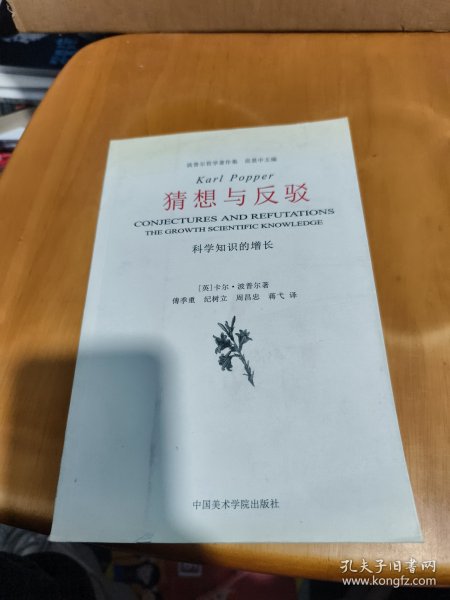 波普尔哲学著作集 范景中主编
Karl Popper
猜想与反驳
CONJECTURES AND REFUTATIONS
THE GROWTH SCIENTIFIC KNOWLEDGE
科学知识的增长
[英]卡尔·波普尔著
傅季重 纪树立 周昌忠 蒋弋 译
中国美术学院出版社
孔夫子旧书网
www.kongfz.com